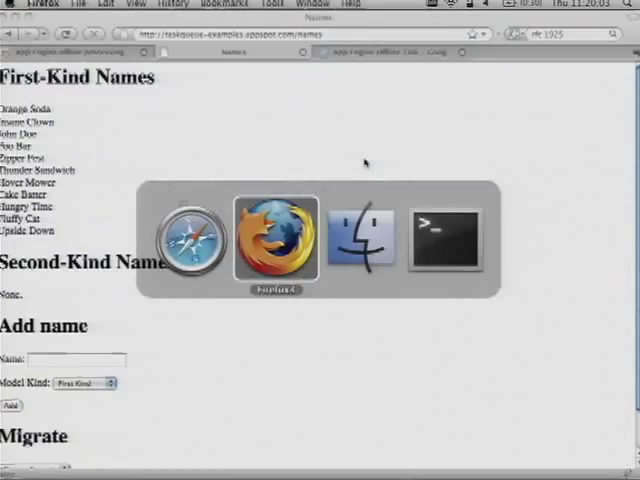 Firefox File Edit View History Bookmarks Tools Window Help (0:30) Thu 11:20:03
Names
http://taskqueue-examples.appspot.com/names
rfc 1925
Names
First-Kind Names
Orange Soda
Insane Clown
John Doe
Foo Bar
Zipper Fest
Thunder Sandwich
Hover Mower
Cake Batter
Hungry Time
Fluffy Cat
Upside Down
Firefox3
Second-Kind Name
None.
Add name
Name:
Model Kind: First Kind
Add
Migrate